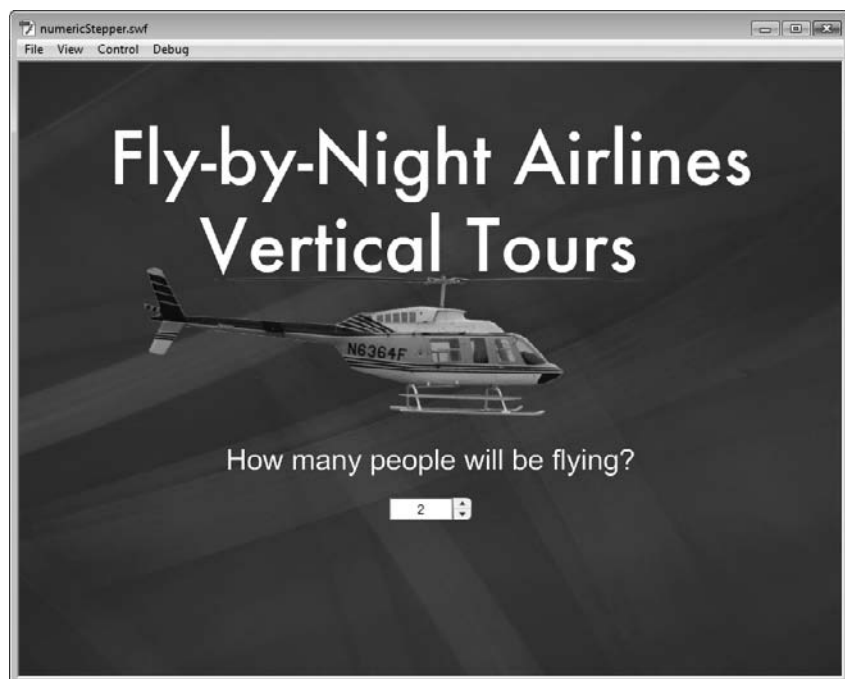 numericStepper.swf
File View Control Debug
Fly-by-Night Airlines
Vertical Tours
N6364F
How many people will be flying?
2